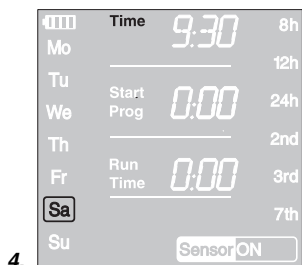 Time 9:30 8h
Mo
12h
Tu
Start Prog 0:00 24h
We
2nd
Th
Run Time 0:00 3rd
Fr
Sa 7th
Su
Sensor ON
4.